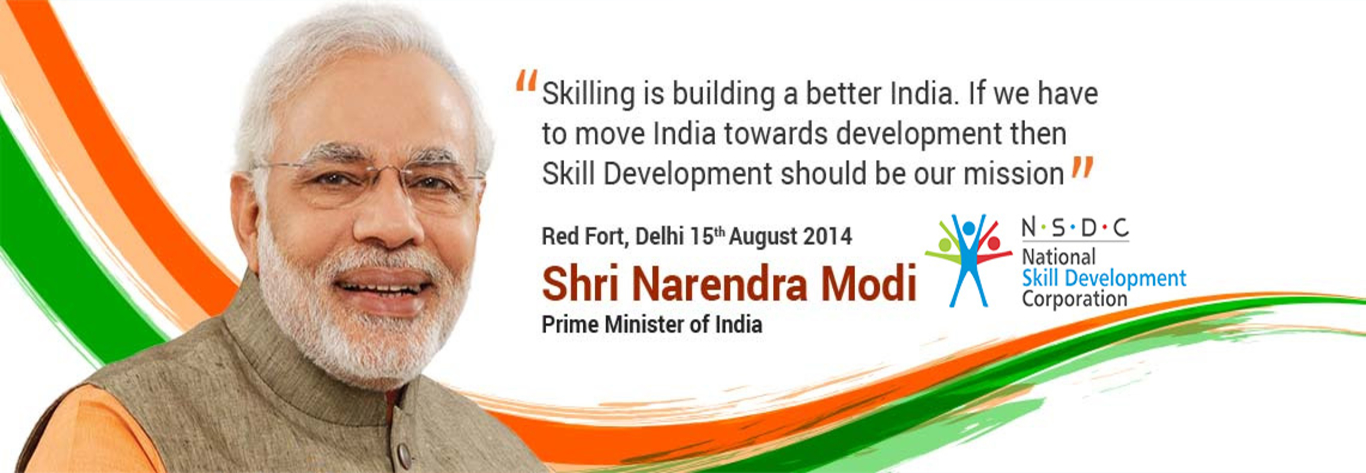 “Skilling is building a better India. If we have
to move India towards development then
Skill Development should be our mission”
Red Fort, Delhi 15th August 2014
Shri Narendra Modi
Prime Minister of India
N·S·D·C
National
Skill Development
Corporation